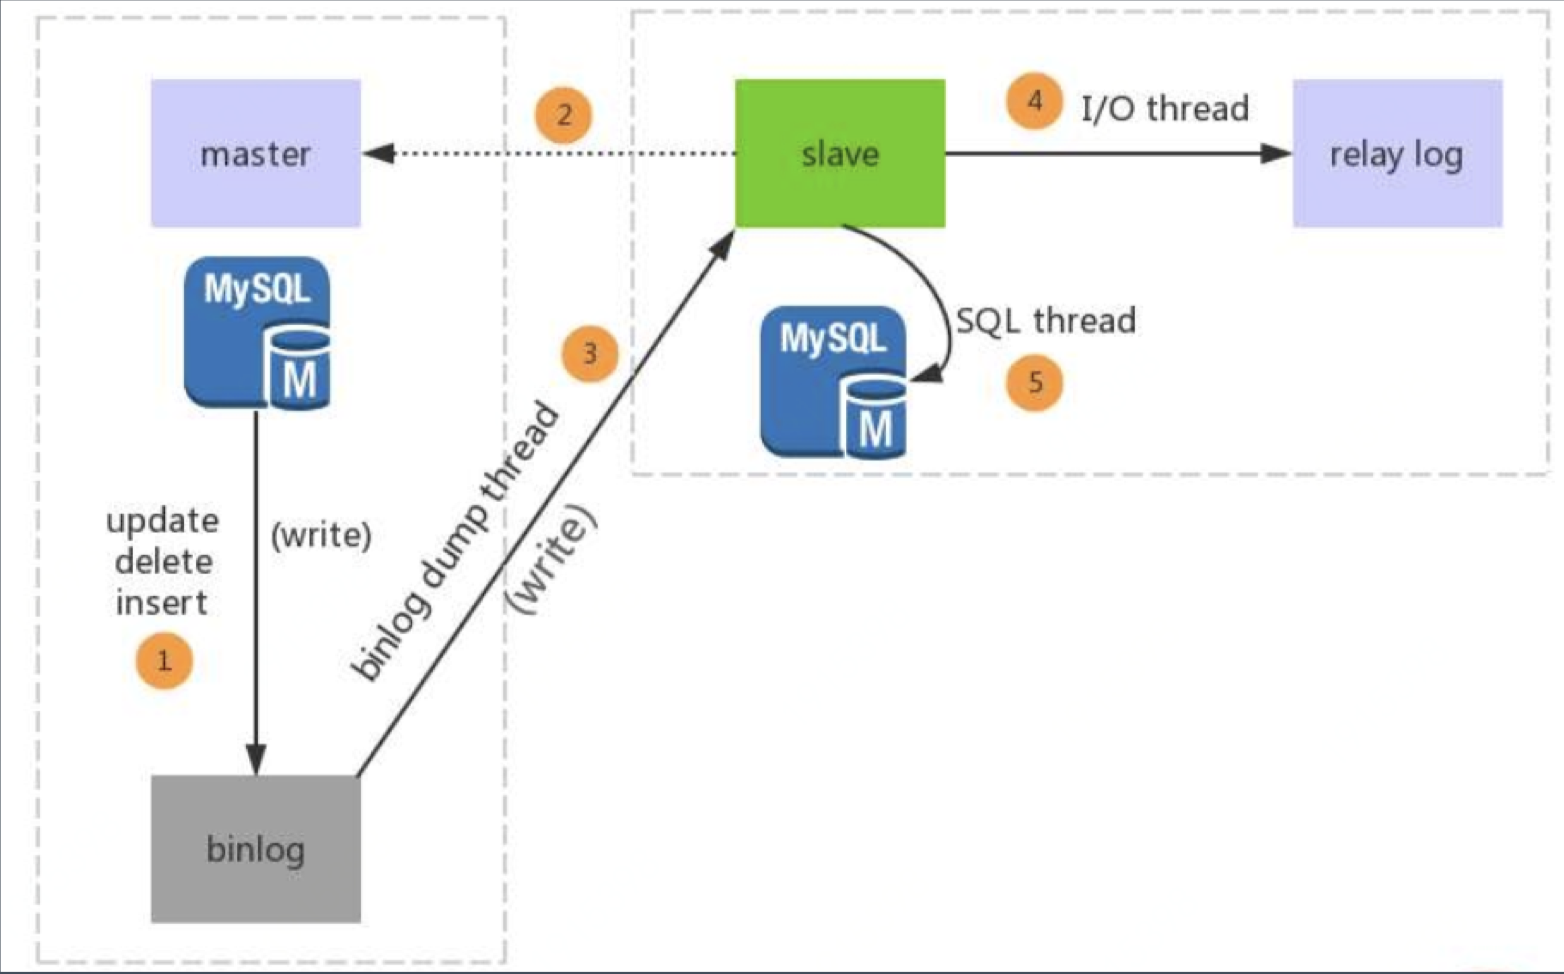 master
2
slave
4
I/O thread
relay log
MySQL
M
3
MySQL
M
SQL thread
5
binlog dump thread
(write)
update
delete
insert
(write)
1
binlog